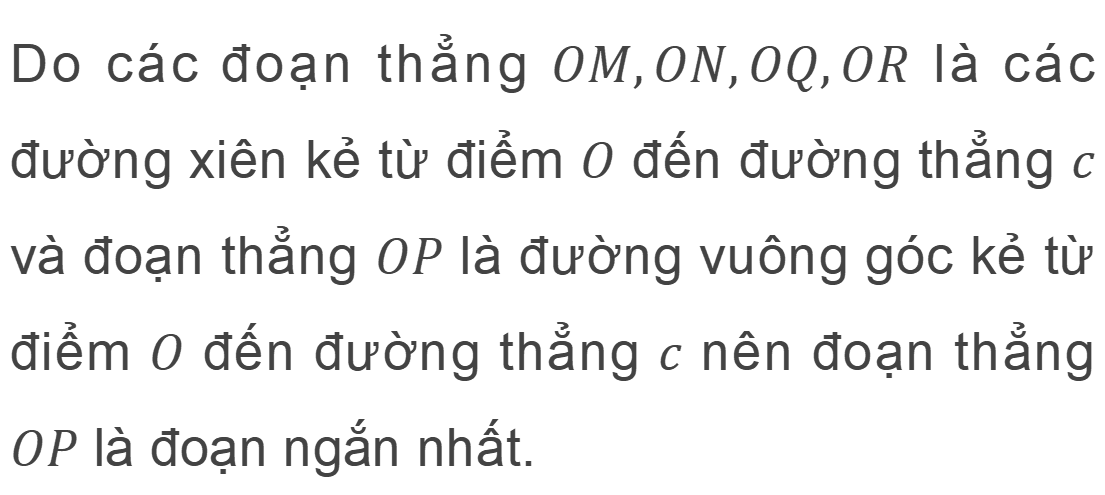 Do các đoạn thẳng OM, ON, OQ, OR là các
đường xiên kẻ từ điểm O đến đường thẳng c
và đoạn thẳng OP là đường vuông góc kẻ từ
điểm O đến đường thẳng c nên đoạn thẳng
OP là đoạn ngắn nhất.